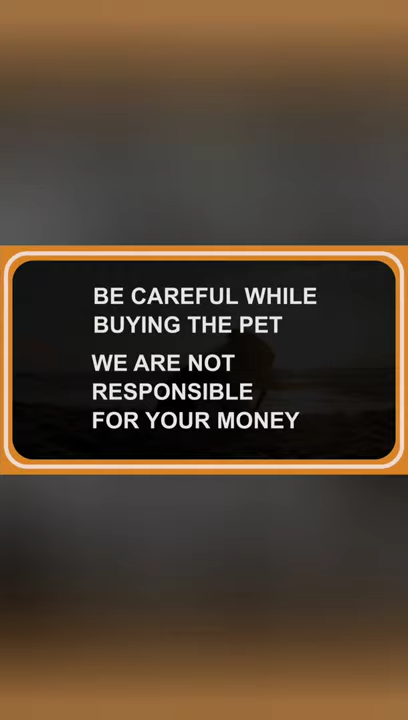 BE CAREFUL WHILE
BUYING THE PET
WE ARE NOT
RESPONSIBLE
FOR YOUR MONEY